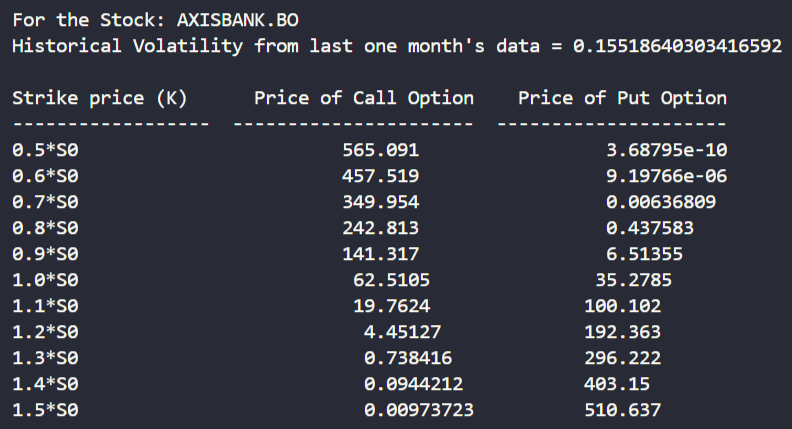 For the Stock: AXISBANK.BO
Historical Volatility from last one month's data = 0.15518640303416592
Strike price (K) Price of Call Option Price of Put Option
------------------ ---------------------- ---------------------
0.5*S0 565.091 3.68795e-10
0.6*S0 457.519 9.19766e-06
0.7*S0 349.954 0.00636809
0.8*S0 242.813 0.437583
0.9*S0 141.317 6.51355
1.0*S0 62.5105 35.2785
1.1*S0 19.7624 100.102
1.2*S0 4.45127 192.363
1.3*S0 0.738416 296.222
1.4*S0 0.0944212 403.15
1.5*S0 0.00973723 510.637